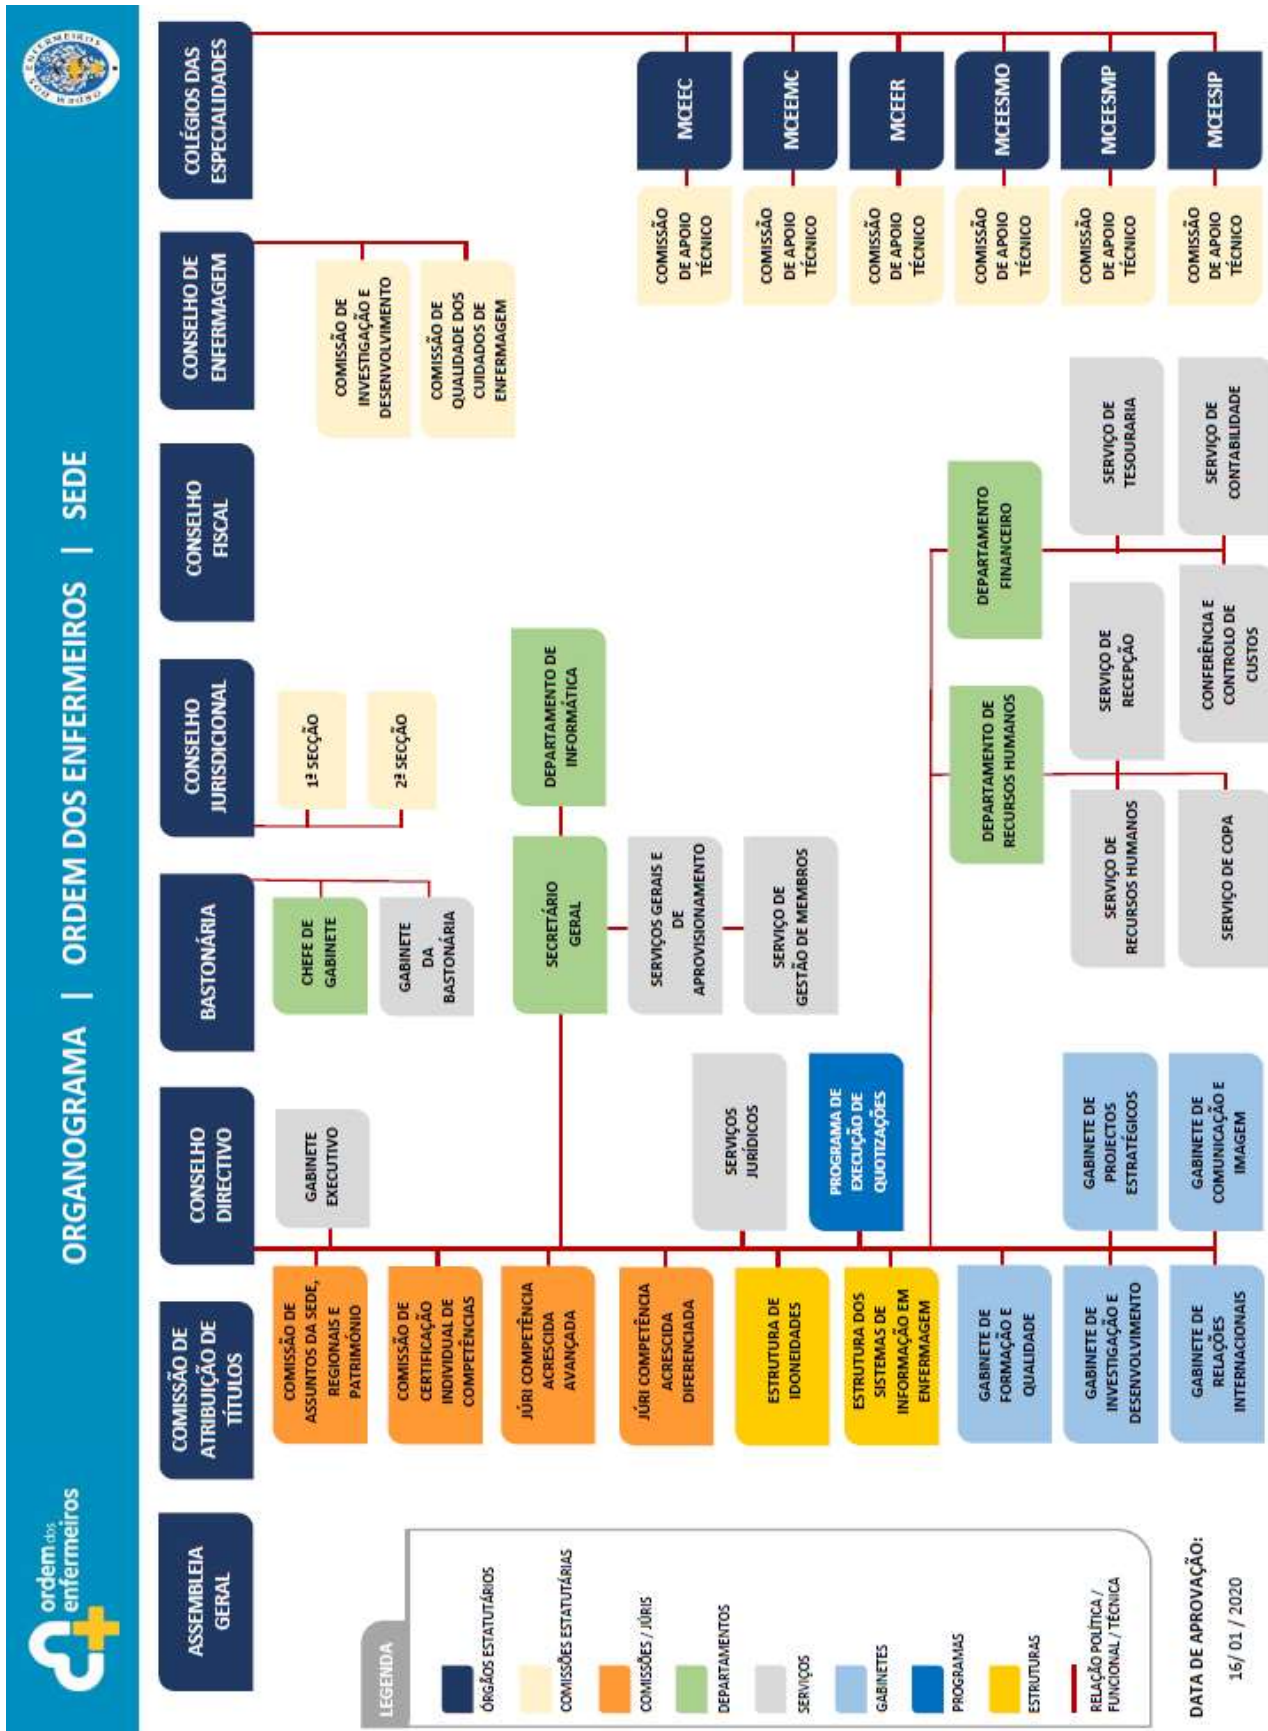 ordem dos
enfermeiros
ORGANOGRAMA | ORDEM DOS ENFERMEIROS | SEDE
ORDEM DOS ENFERMEIROS
ASSEMBLEIA
GERAL
COMISSÃO DE
ATRIBUIÇÃO DE
TÍTULOS
CONSELHO
DIRECTIVO
BASTONÁRIA
CONSELHO
JURISDICIONAL
CONSELHO
FISCAL
CONSELHO DE
ENFERMAGEM
COLÉGIOS DAS
ESPECIALIDADES
COMISSÃO DE
ASSUNTOS DA SEDE,
REGIONAIS E
PATRIMÓNIO
GABINETE
EXECUTIVO
CHEFE DE
GABINETE
GABINETE
DA
BASTONÁRIA
1ª SECÇÃO
2ª SECÇÃO
COMISSÃO DE
INVESTIGAÇÃO E
DESENVOLVIMENTO
COMISSÃO DE
QUALIDADE DOS
CUIDADOS DE
ENFERMAGEM
COMISSÃO DE
CERTIFICAÇÃO
INDIVIDUAL DE
COMPETÊNCIAS
JÚRI COMPETÊNCIA
ACRESCIDA
AVANÇADA
SECRETÁRIO
GERAL
DEPARTAMENTO DE
INFORMÁTICA
JÚRI COMPETÊNCIA
ACRESCIDA
DIFERENCIADA
SERVIÇOS GERAIS E
DE
APROVISIONAMENTO
SERVIÇO DE
GESTÃO DE MEMBROS
ESTRUTURA DE
IDONEIDADES
SERVIÇOS
JURÍDICOS
ESTRUTURA DOS
SISTEMAS DE
INFORMAÇÃO EM
ENFERMAGEM
PROGRAMA DE
EXECUÇÃO DE
QUOTIZAÇÕES
GABINETE DE
FORMAÇÃO E
QUALIDADE
GABINETE DE
INVESTIGAÇÃO E
DESENVOLVIMENTO
GABINETE DE
PROJECTOS
ESTRATÉGICOS
GABINETE DE
RELAÇÕES
INTERNACIONAIS
GABINETE DE
COMUNICAÇÃO E
IMAGEM
DEPARTAMENTO DE
RECURSOS HUMANOS
DEPARTAMENTO
FINANCEIRO
SERVIÇO DE
RECURSOS HUMANOS
SERVIÇO DE
RECEPÇÃO
SERVIÇO DE
TESOURARIA
SERVIÇO DE COPA
CONFERÊNCIA E
CONTROLO DE
CUSTOS
SERVIÇO DE
CONTABILIDADE
COMISSÃO
DE APOIO
TÉCNICO
MCEEC
COMISSÃO
DE APOIO
TÉCNICO
MCEEMC
COMISSÃO
DE APOIO
TÉCNICO
MCEER
COMISSÃO
DE APOIO
TÉCNICO
MCEESMO
COMISSÃO
DE APOIO
TÉCNICO
MCEESMP
COMISSÃO
DE APOIO
TÉCNICO
MCEESIP
LEGENDA
ÓRGÃOS ESTATUTÁRIOS
COMISSÕES ESTATUTÁRIAS
COMISSÕES / JÚRIS
DEPARTAMENTOS
SERVIÇOS
GABINETES
PROGRAMAS
ESTRUTURAS
RELAÇÃO POLÍTICA /
FUNCIONAL / TÉCNICA
DATA DE APROVAÇÃO:
16/ 01 / 2020